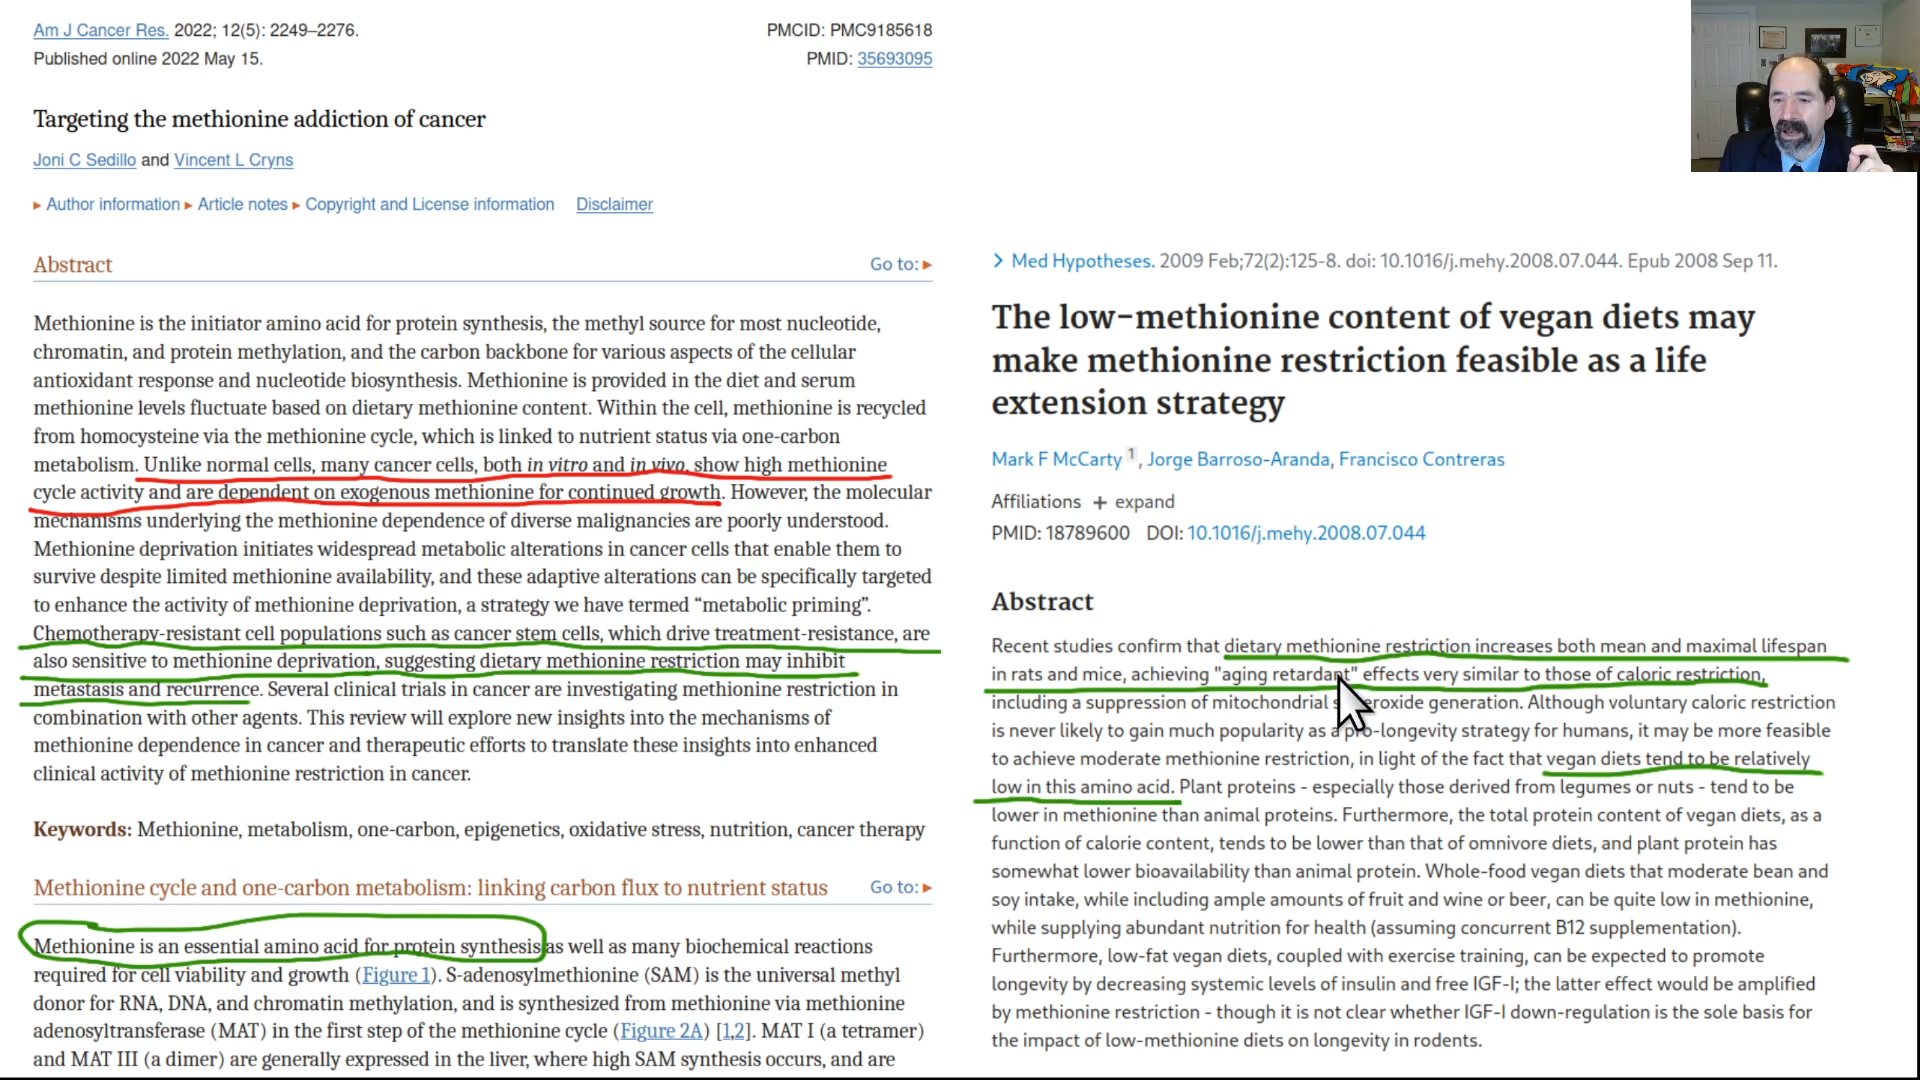 Am J Cancer Res. 2022; 12(5): 2249–2276.
PMCID: PMC9185618
Published online 2022 May 15.
PMID: 35693095
Targeting the methionine addiction of cancer
Joni C Sedillo and Vincent L Cryns
▸ Author information ▸ Article notes ▸ Copyright and License information Disclaimer
Abstract
Go to: ▸
Methionine is the initiator amino acid for protein synthesis, the methyl source for most nucleotide,
chromatin, and protein methylation, and the carbon backbone for various aspects of the cellular
antioxidant response and nucleotide biosynthesis. Methionine is provided in the diet and serum
methionine levels fluctuate based on dietary methionine content. Within the cell, methionine is recycled
from homocysteine via the methionine cycle, which is linked to nutrient status via one-carbon
metabolism. Unlike normal cells, many cancer cells, both in vitro and in vivo, show high methionine
cycle activity and are dependent on exogenous methionine for continued growth. However, the molecular
mechanisms underlying the methionine dependence of diverse malignancies are poorly understood.
Methionine deprivation initiates widespread metabolic alterations in cancer cells that enable them to
survive despite limited methionine availability, and these adaptive alterations can be specifically targeted
to enhance the activity of methionine deprivation, a strategy we have termed “metabolic priming”.
Chemotherapy-resistant cell populations such as cancer stem cells, which drive treatment-resistance, are
also sensitive to methionine deprivation, suggesting dietary methionine restriction may inhibit
metastasis and recurrence. Several clinical trials in cancer are investigating methionine restriction in
combination with other agents. This review will explore new insights into the mechanisms of
methionine dependence in cancer and therapeutic efforts to translate these insights into enhanced
clinical activity of methionine restriction in cancer.
Keywords: Methionine, metabolism, one-carbon, epigenetics, oxidative stress, nutrition, cancer therapy
Methionine cycle and one-carbon metabolism: linking carbon flux to nutrient status
Go to: ▸
Methionine is an essential amino acid for protein synthesis as well as many biochemical reactions
required for cell viability and growth (Figure 1). S-adenosylmethionine (SAM) is the universal methyl
donor for RNA, DNA, and chromatin methylation, and is synthesized from methionine via methionine
adenosyltransferase (MAT) in the first step of the methionine cycle (Figure 2A) [1,2]. MAT I (a tetramer)
and MAT III (a dimer) are generally expressed in the liver, where high SAM synthesis occurs, and are
> Med Hypotheses. 2009 Feb;72(2):125-8. doi: 10.1016/j.mehy.2008.07.044. Epub 2008 Sep 11.
The low-methionine content of vegan diets may
make methionine restriction feasible as a life
extension strategy
Mark F McCarty 1, Jorge Barroso-Aranda, Francisco Contreras
Affiliations + expand
PMID: 18789600 DOI: 10.1016/j.mehy.2008.07.044
Abstract
Recent studies confirm that dietary methionine restriction increases both mean and maximal lifespan
in rats and mice, achieving "aging retardant" effects very similar to those of caloric restriction,
including a suppression of mitochondrial eroxide generation. Although voluntary caloric restriction
is never likely to gain much popularity as a pro-longevity strategy for humans, it may be more feasible
to achieve moderate methionine restriction, in light of the fact that vegan diets tend to be relatively
low in this amino acid. Plant proteins - especially those derived from legumes or nuts - tend to be
lower in methionine than animal proteins. Furthermore, the total protein content of vegan diets, as a
function of calorie content, tends to be lower than that of omnivore diets, and plant protein has
somewhat lower bioavailability than animal protein. Whole-food vegan diets that moderate bean and
soy intake, while including ample amounts of fruit and wine or beer, can be quite low in methionine,
while supplying abundant nutrition for health (assuming concurrent B12 supplementation).
Furthermore, low-fat vegan diets, coupled with exercise training, can be expected to promote
longevity by decreasing systemic levels of insulin and free IGF-I; the latter effect would be amplified
by methionine restriction - though it is not clear whether IGF-I down-regulation is the sole basis for
the impact of low-methionine diets on longevity in rodents.